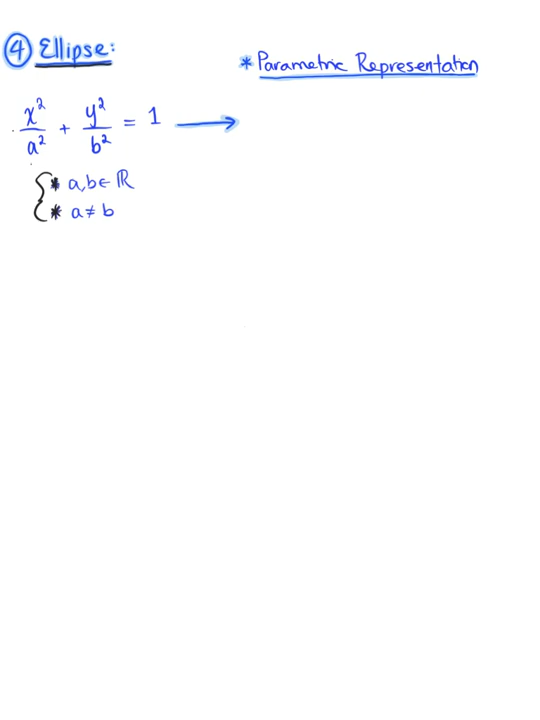 ④ Ellipse:
* Parametric Representation
x²/a² + y²/b² = 1 ⟶
{ * a,b ∈ ℝ
* a ≠ b